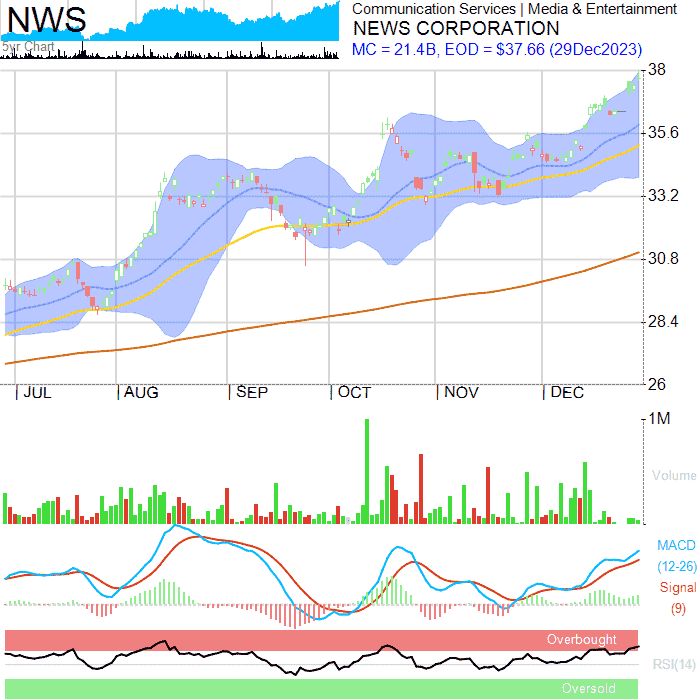 NWS
5yr Chart
Communication Services | Media & Entertainment
NEWS CORPORATION
MC = 21.4B, EOD = $37.66 (29Dec2023)
38
35.6
33.2
30.8
28.4
26
JUL AUG SEP OCT NOV DEC
1M
Volume
MACD
(12-26)
Signal
(9)
Overbought
RSI(14)
Oversold